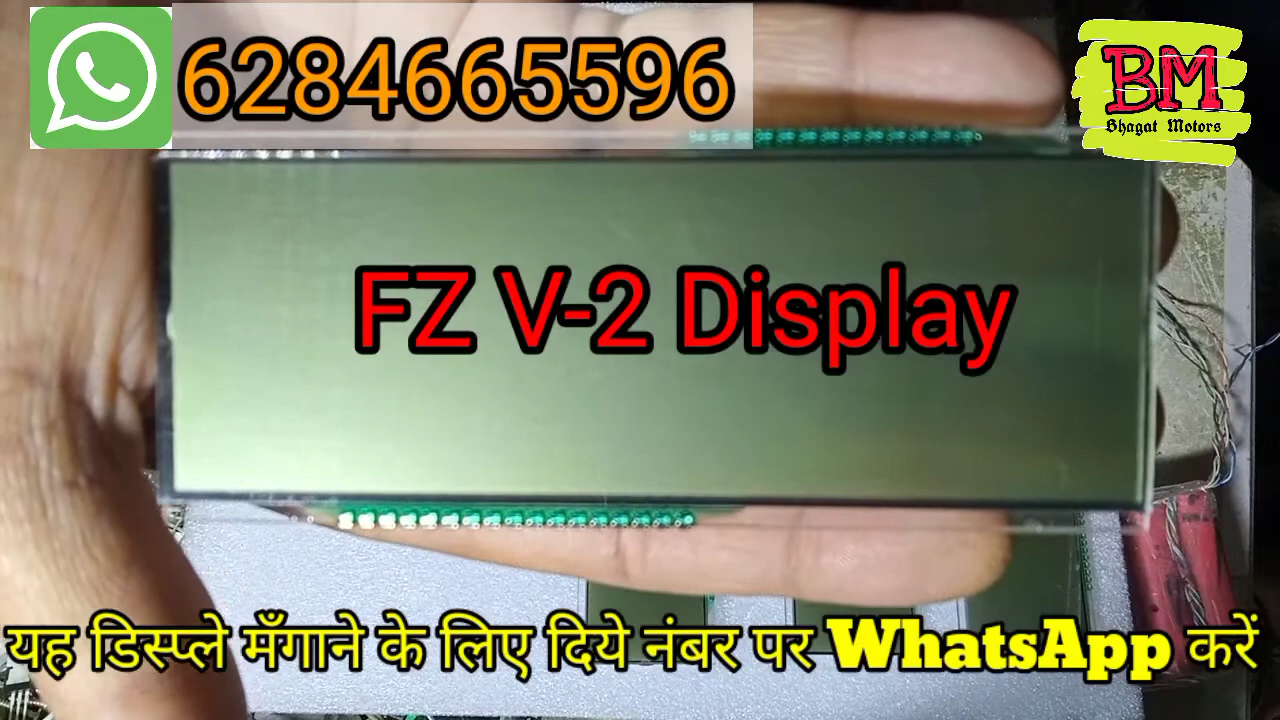 6284665596
BM
Bhagat Motors
FZ V-2 Display
यह डिस्प्ले मँगाने के लिए दिये नंबर पर WhatsApp करें